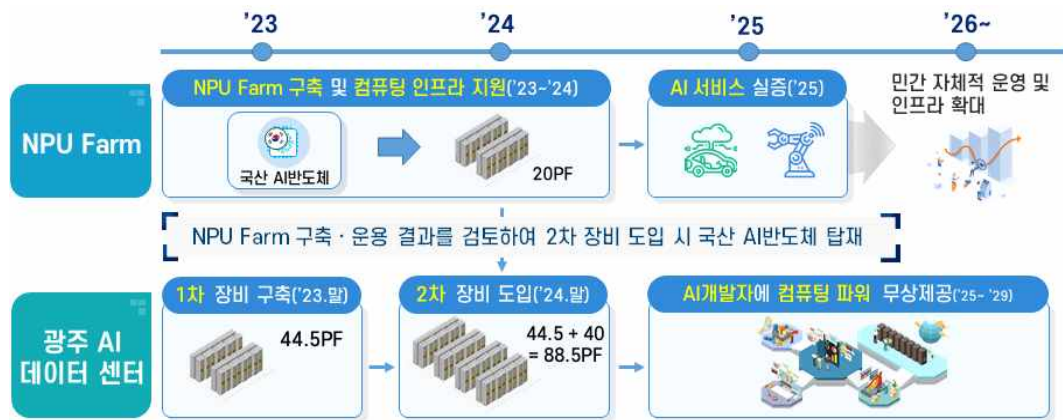 '23
'24
'25
'26~
NPU Farm
NPU Farm 구축 및 컴퓨팅 인프라 지원('23~'24)
국산 AI반도체
20PF
AI 서비스 실증('25)
민간 자체적 운영 및
인프라 확대
NPU Farm 구축 · 운용 결과를 검토하여 2차 장비 도입 시 국산 AI반도체 탑재
광주 AI
데이터 센터
1차 장비 구축('23.말)
44.5PF
2차 장비 도입('24.말)
44.5 + 40
= 88.5PF
AI개발자에 컴퓨팅 파워 무상제공('25~ '29)